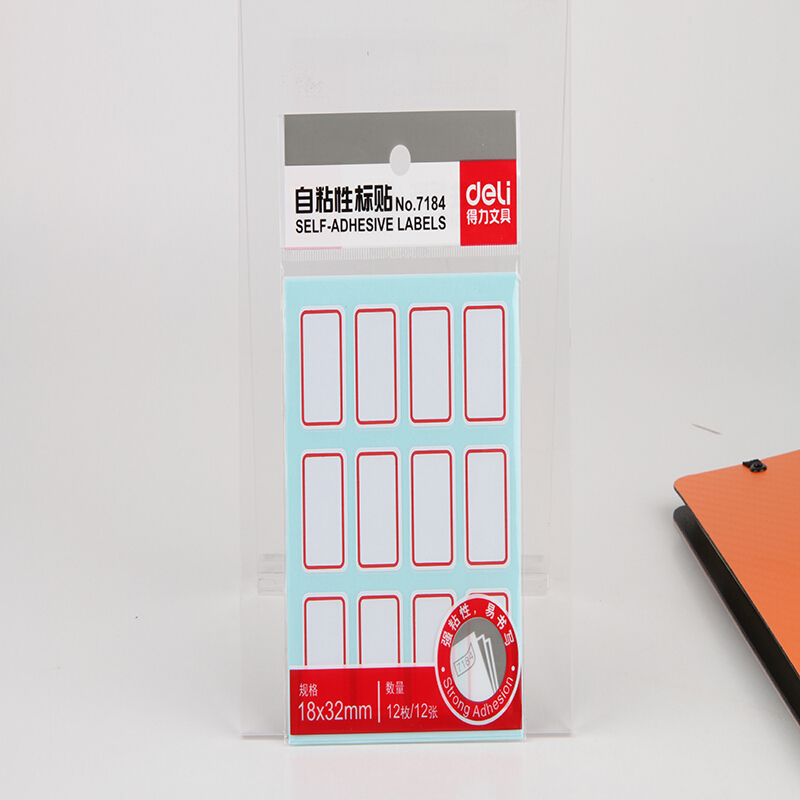 自粘性标贴No.7184
SELF-ADHESIVE LABELS
deli
得力文具
强粘性，易书写
7184
·Strong Adhesion·
规格
18x32mm
数量
12枚/12张